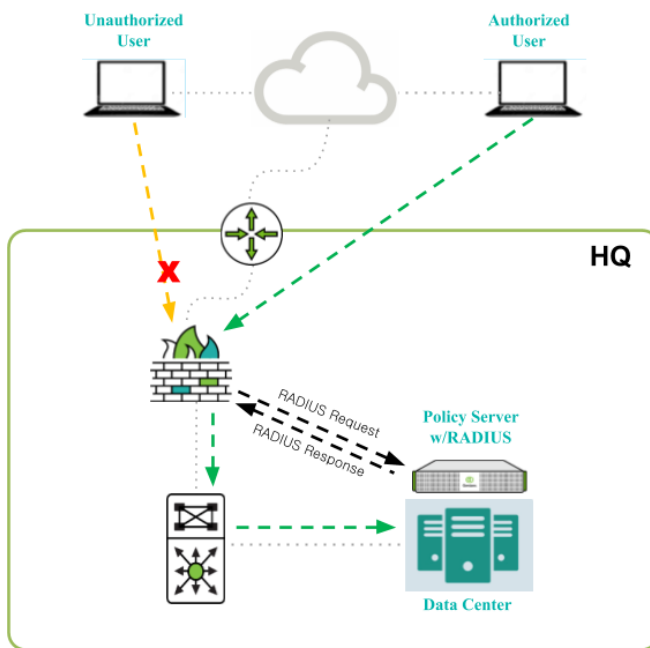 Unauthorized
User
Authorized
User
HQ
RADIUS Request
RADIUS Response
Policy Server
w/RADIUS
Data Center